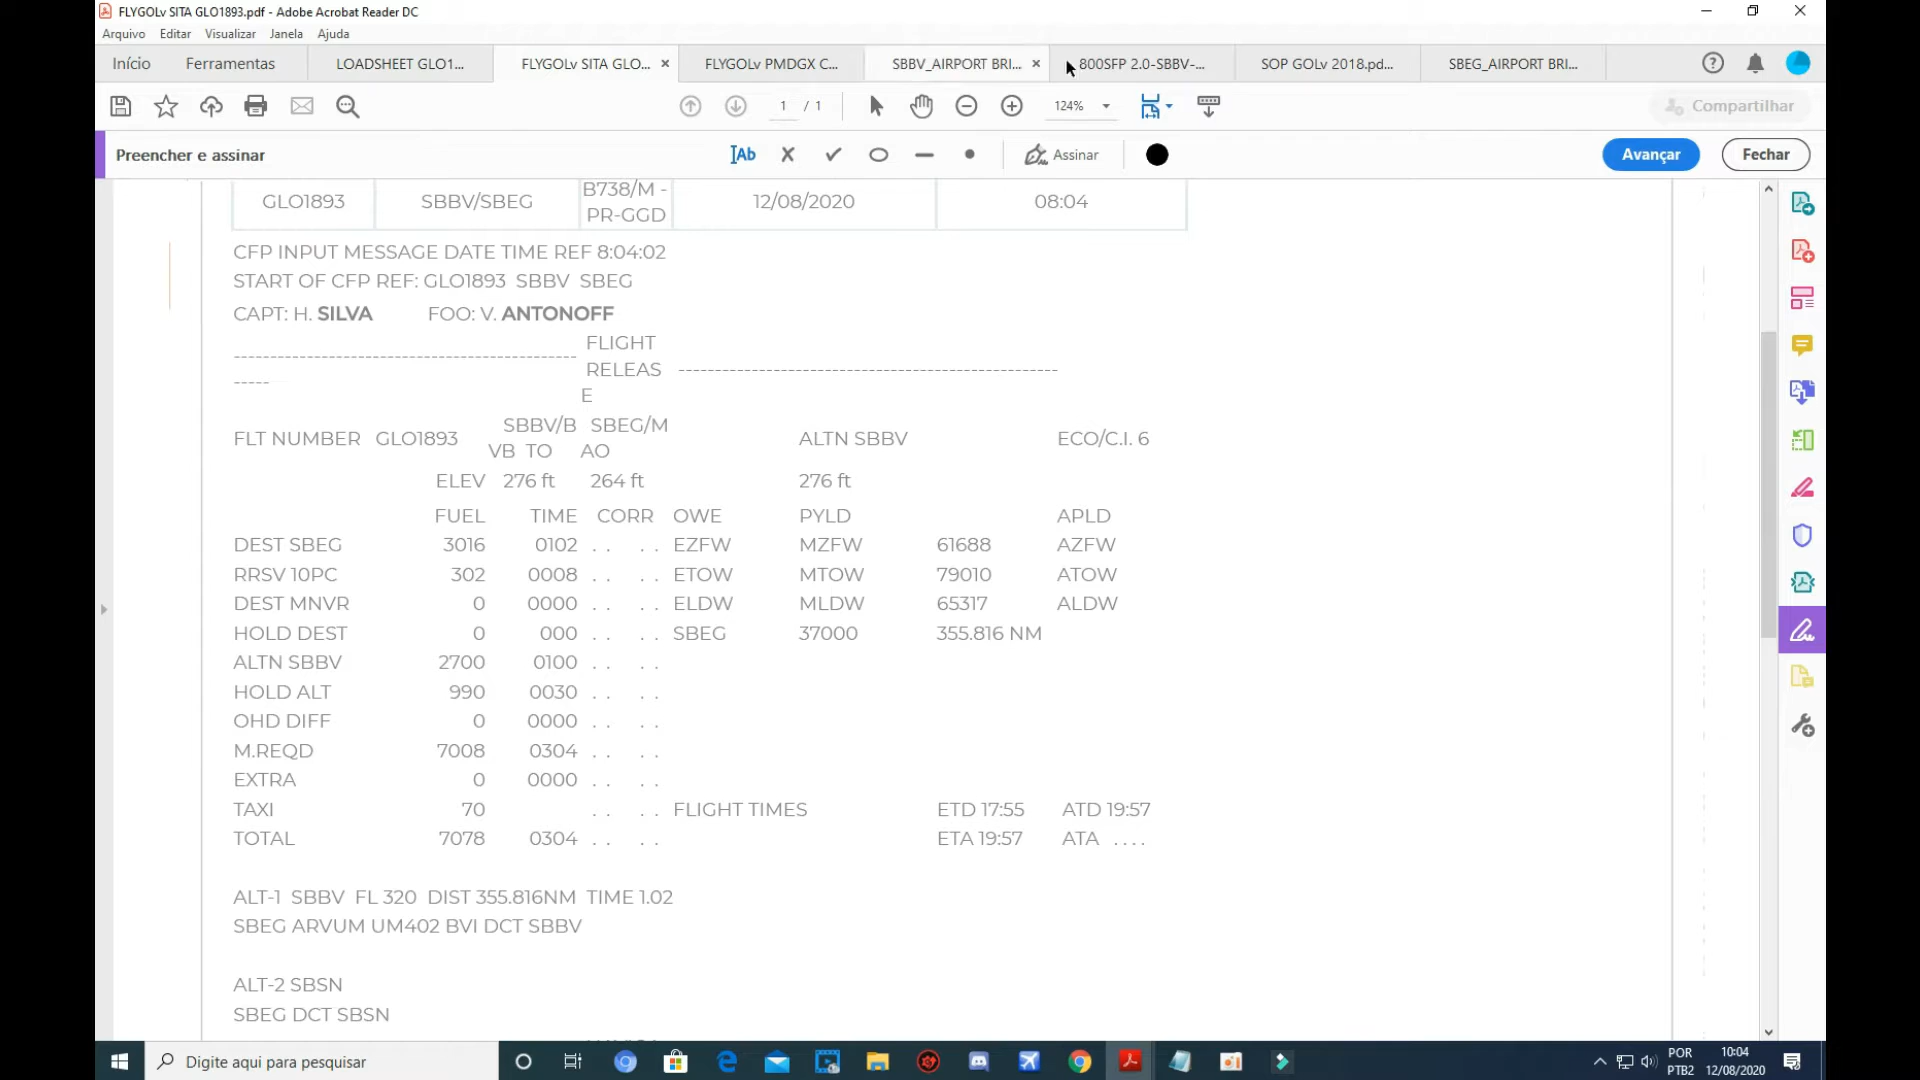 FLYGOLv SITA GLO1893.pdf - Adobe Acrobat Reader DC
Arquivo Editar Visualizar Janela Ajuda
Início Ferramentas LOADSHEET GLO1... FLYGOLv SITA GLO... × FLYGOLv PMDGX C... SBBV_AIRPORT BRI... × 800SFP 2.0-SBBV-... SOP GOLv 2018.pd... SBEG_AIRPORT BRI...
1 / 1 124% Compartilhar
Preencher e assinar Ab Assinar Avançar Fechar
GLO1893 SBBV/SBEG B738/M - 12/08/2020 08:04
PR-GGD
CFP INPUT MESSAGE DATE TIME REF 8:04:02
START OF CFP REF: GLO1893 SBBV SBEG
CAPT: H. SILVA FOO: V. ANTONOFF
----------------------------------------------- FLIGHT
----- RELEAS ----------------------------------------------------
E
FLT NUMBER GLO1893 SBBV/B SBEG/M ALTN SBBV ECO/C.I. 6
VB TO AO
ELEV 276 ft 264 ft 276 ft
FUEL TIME CORR OWE PYLD APLD
DEST SBEG 3016 0102 . . . . EZFW MZFW 61688 AZFW
RRSV 10PC 302 0008 . . . . ETOW MTOW 79010 ATOW
DEST MNVR 0 0000 . . . . ELDW MLDW 65317 ALDW
HOLD DEST 0 000 . . . . SBEG 37000 355.816 NM
ALTN SBBV 2700 0100 . . . .
HOLD ALT 990 0030 . . . .
OHD DIFF 0 0000 . . . .
M.REQD 7008 0304 . . . .
EXTRA 0 0000 . . . .
TAXI 70 . . . . FLIGHT TIMES ETD 17:55 ATD 19:57
TOTAL 7078 0304 . . . . ETA 19:57 ATA . . . .
ALT-1 SBBV FL 320 DIST 355.816NM TIME 1.02
SBEG ARVUM UM402 BVI DCT SBBV
ALT-2 SBSN
SBEG DCT SBSN
Digite aqui para pesquisar POR 10:04
PTB2 12/08/2020